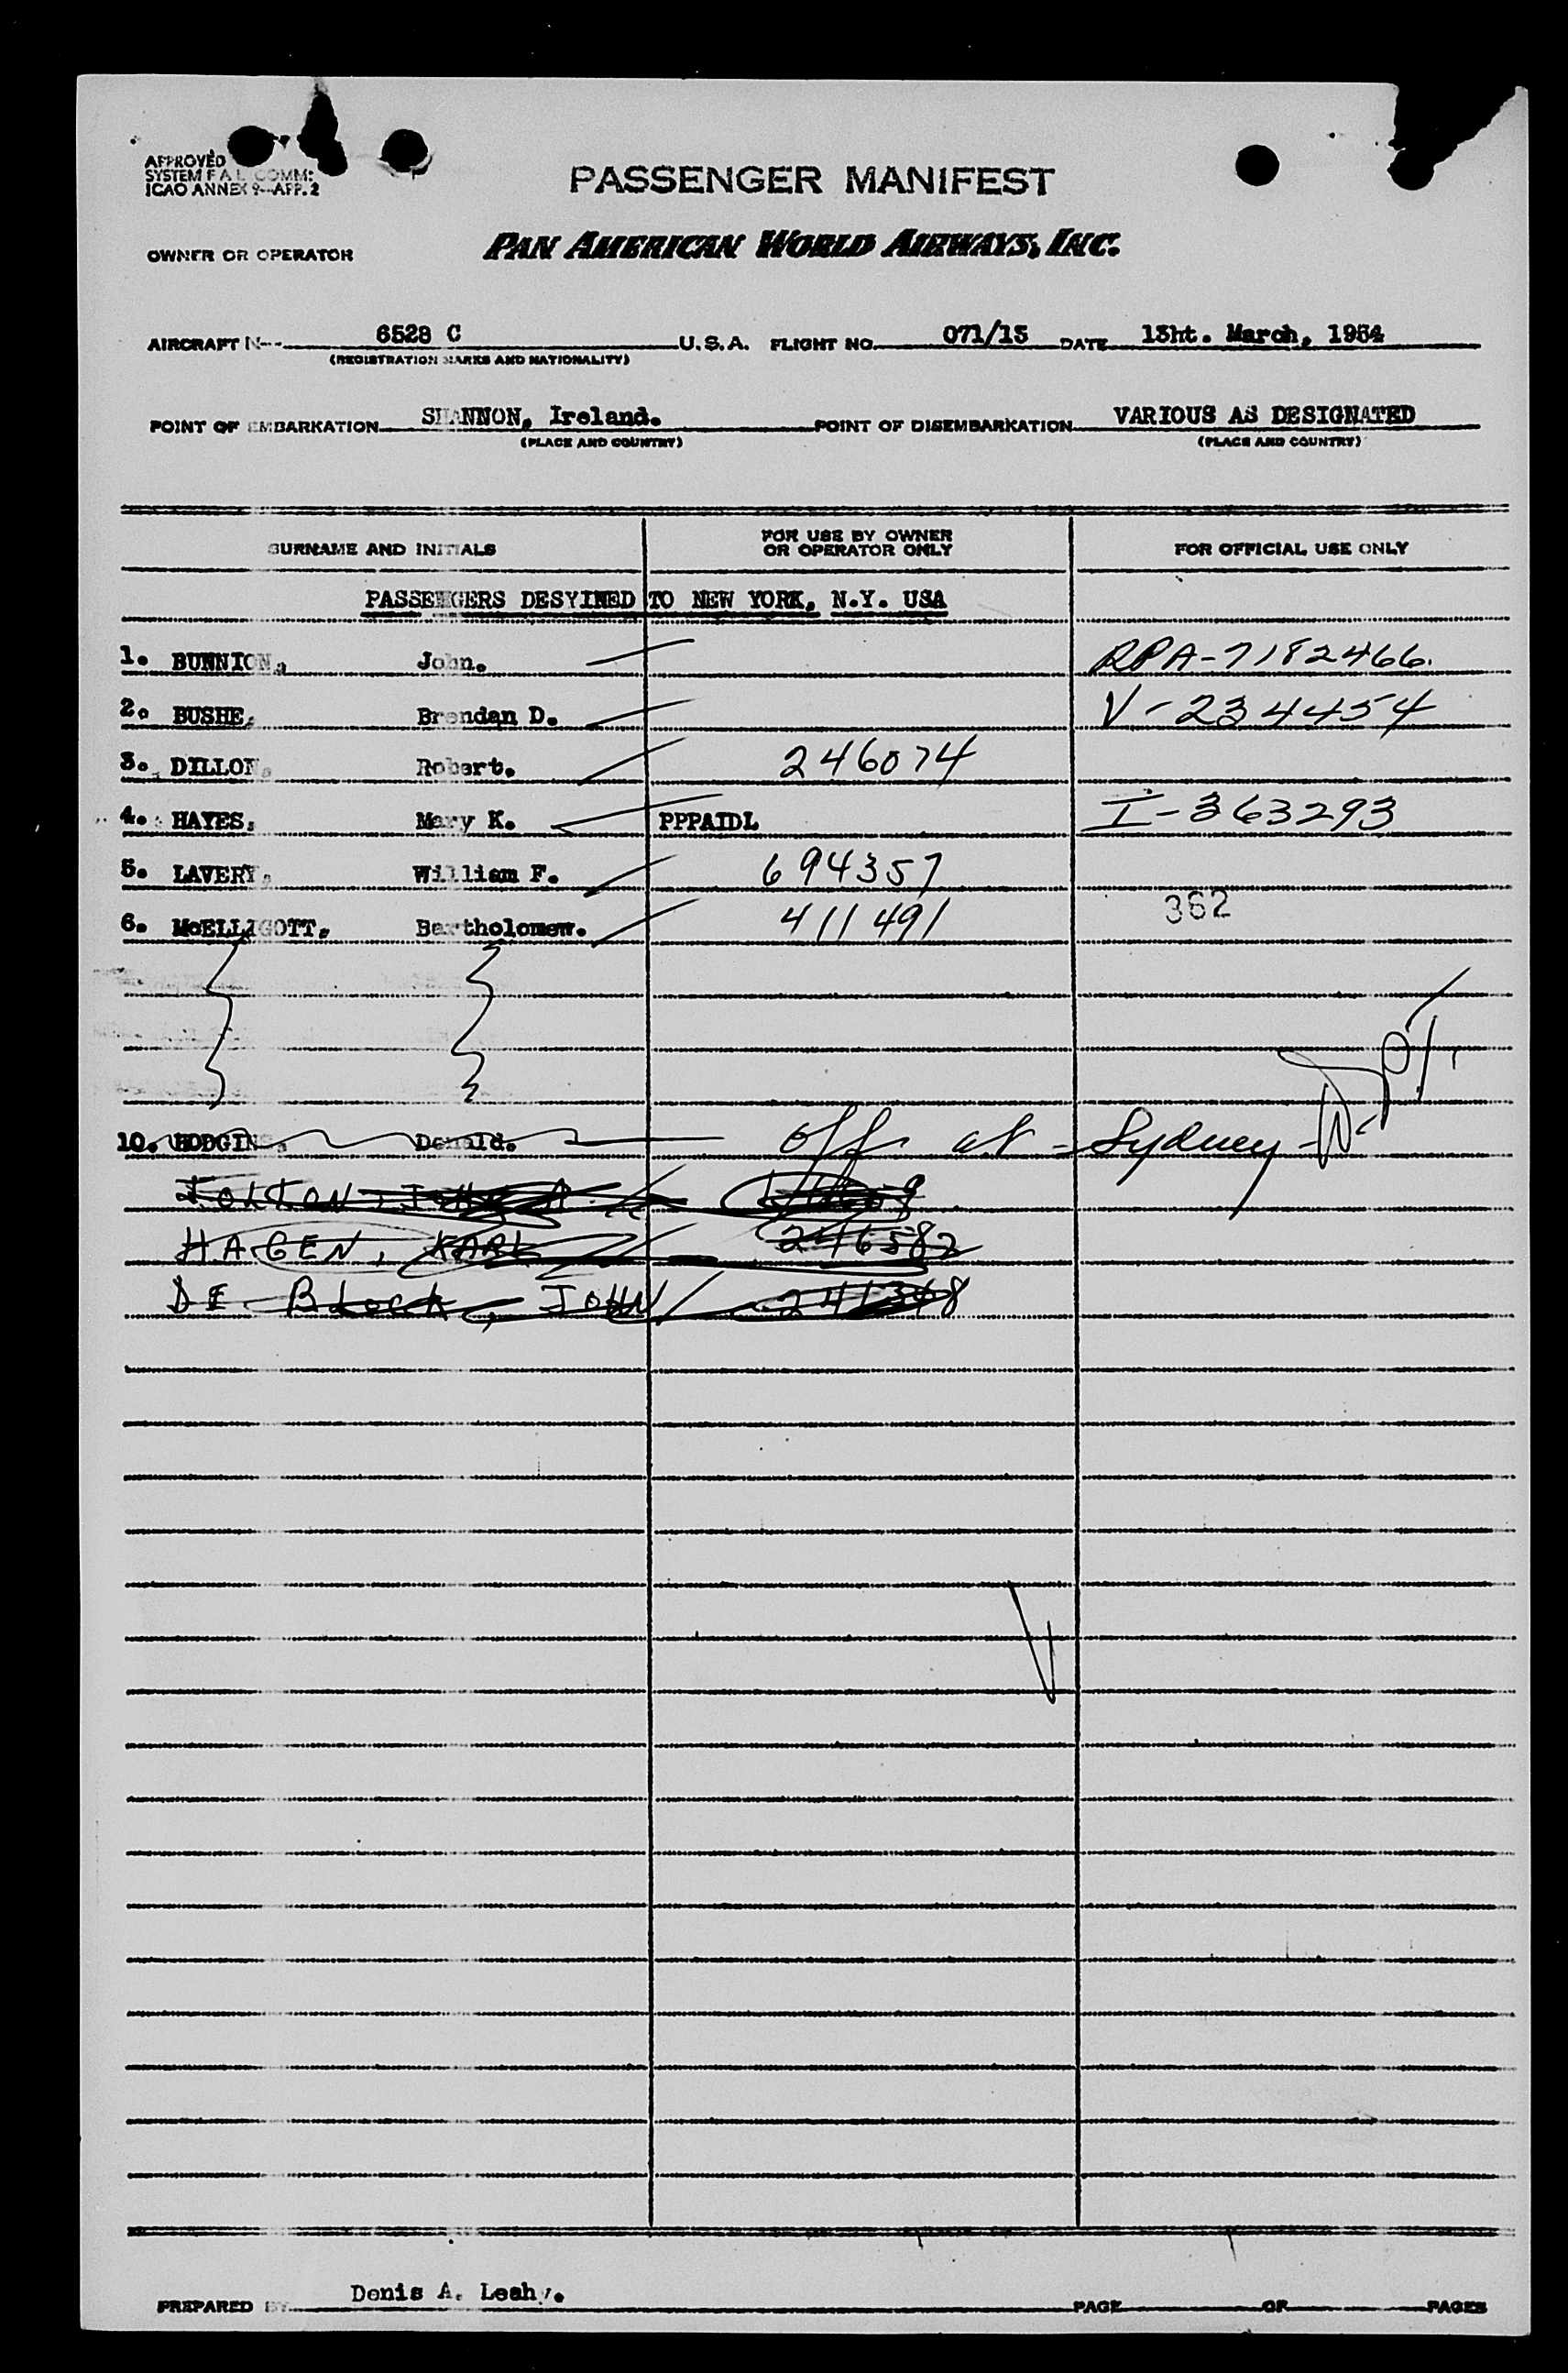 APPROVED
SYSTEM F A L COMM:
ICAO ANNEX 9-APP. 2
PASSENGER MANIFEST
OWNER OR OPERATOR PAN AMERICAN WORLD AIRWAYS, INC.
AIRCRAFT N-- 6528 C U.S.A. FLIGHT NO. 071/13 DATE 13ht. March, 1954
(REGISTRATION MARKS AND NATIONALITY)
POINT OF EMBARKATION SHANNON, Ireland. POINT OF DISEMBARKATION VARIOUS AS DESIGNATED
(PLACE AND COUNTRY) (PLACE AND COUNTRY)
SURNAME AND INITIALS FOR USE BY OWNER OR OPERATOR ONLY FOR OFFICIAL USE ONLY
PASSENGERS DESYINED TO NEW YORK, N.Y. USA
1. BUNNION, John. RPA-7182466.
2. BUSHE, Brendan D. V-234454
3. DILLON, Robert. 246074
4. HAYES, Mary K. PPPAIDL I-363293
5. LAVERY, William F. 694357
6. McELLIGOTT, Bartholomew. 411491 362
10. HODGINS, Donald. off at - Sydney
HAGEN, KARL 246582
DE Block, JOHN 241368
PREPARED BY Denis A. Leahy. PAGE OF PAGES